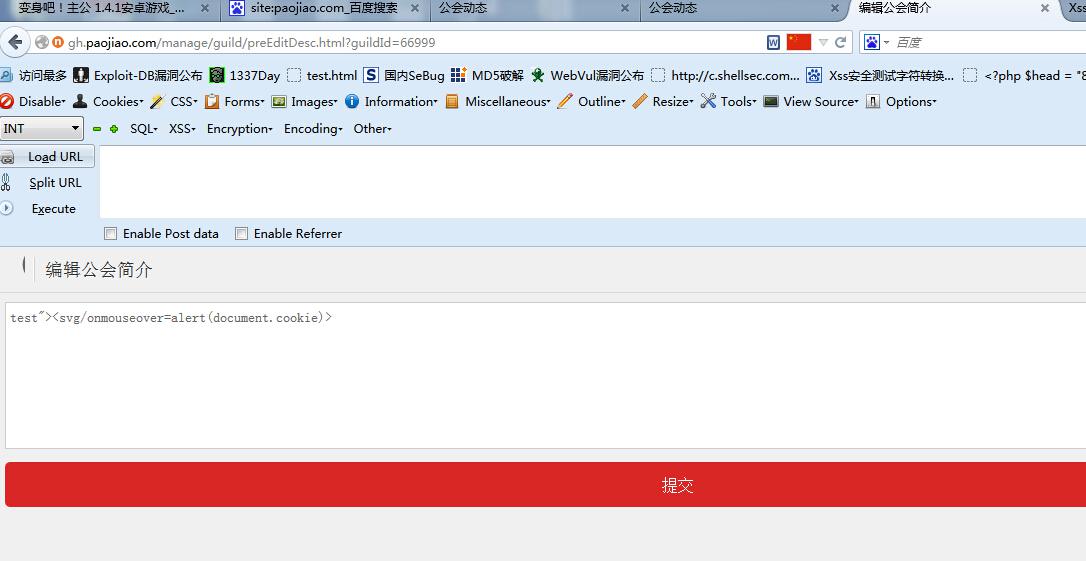 变身吧！主公 1.4.1安卓游戏_... site:paojiao.com_百度搜索 公会动态 公会动态 编辑公会简介 Xss
gh.paojiao.com/manage/guild/preEditDesc.html?guildId=66999 W 百度
访问最多 Exploit-DB漏洞公布 1337Day test.html S 国内SeBug MD5破解 WebVul漏洞公布 http://c.shellsec.com... Xss安全测试字符转换... <?php $head = "8
Disable Cookies CSS Forms Images Information Miscellaneous Outline Resize Tools View Source Options
INT SQL XSS Encryption Encoding Other
Load URL
Split URL
Execute
Enable Post data Enable Referrer
编辑公会简介
test"><svg/onmouseover=alert(document.cookie)>
提交